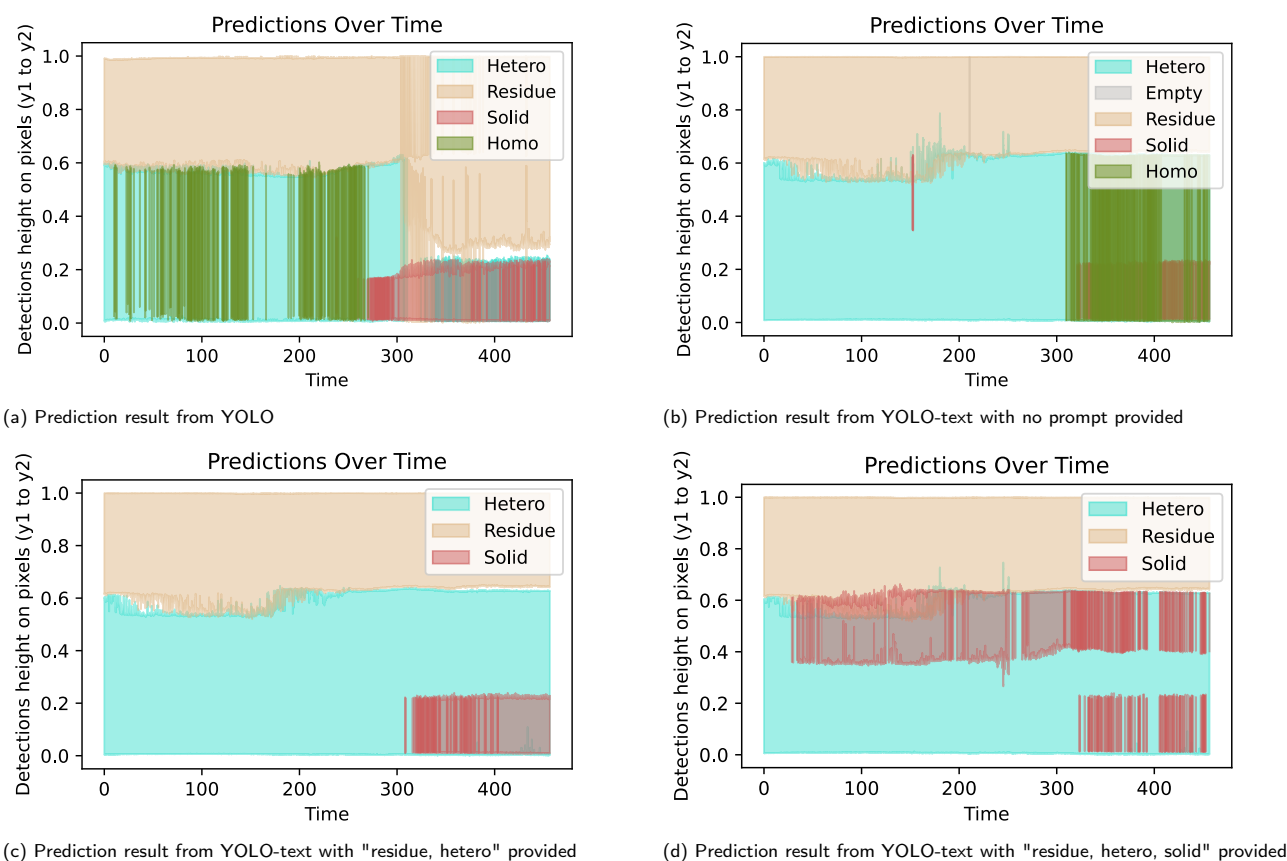 Predictions Over Time
Detections height on pixels (y1 to y2)
1.0
0.8
0.6
0.4
0.2
0.0
Hetero
Residue
Solid
Homo
0 100 200 300 400
Time
(a) Prediction result from YOLO
Predictions Over Time
Detections height on pixels (y1 to y2)
1.0
0.8
0.6
0.4
0.2
0.0
Hetero
Empty
Residue
Solid
Homo
0 100 200 300 400
Time
(b) Prediction result from YOLO-text with no prompt provided
Predictions Over Time
Detections height on pixels (y1 to y2)
1.0
0.8
0.6
0.4
0.2
0.0
Hetero
Residue
Solid
0 100 200 300 400
Time
(c) Prediction result from YOLO-text with "residue, hetero" provided
Predictions Over Time
Detections height on pixels (y1 to y2)
1.0
0.8
0.6
0.4
0.2
0.0
Hetero
Residue
Solid
0 100 200 300 400
Time
(d) Prediction result from YOLO-text with "residue, hetero, solid" provided